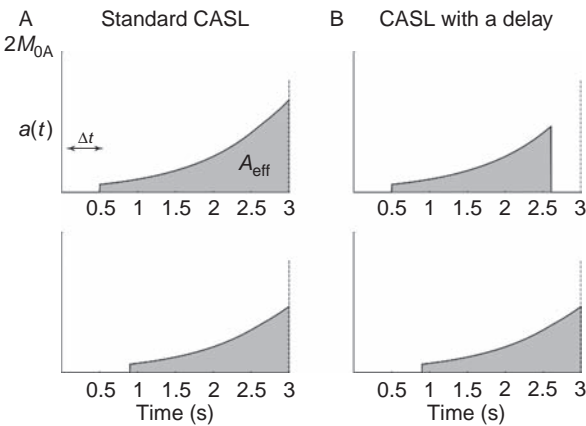 A Standard CASL
B CASL with a delay
2M0A
a(t)
Δt
Aeff
0.5 1 1.5 2 2.5 3
0.5 1 1.5 2 2.5 3
0.5 1 1.5 2 2.5 3
0.5 1 1.5 2 2.5 3
Time (s)
Time (s)